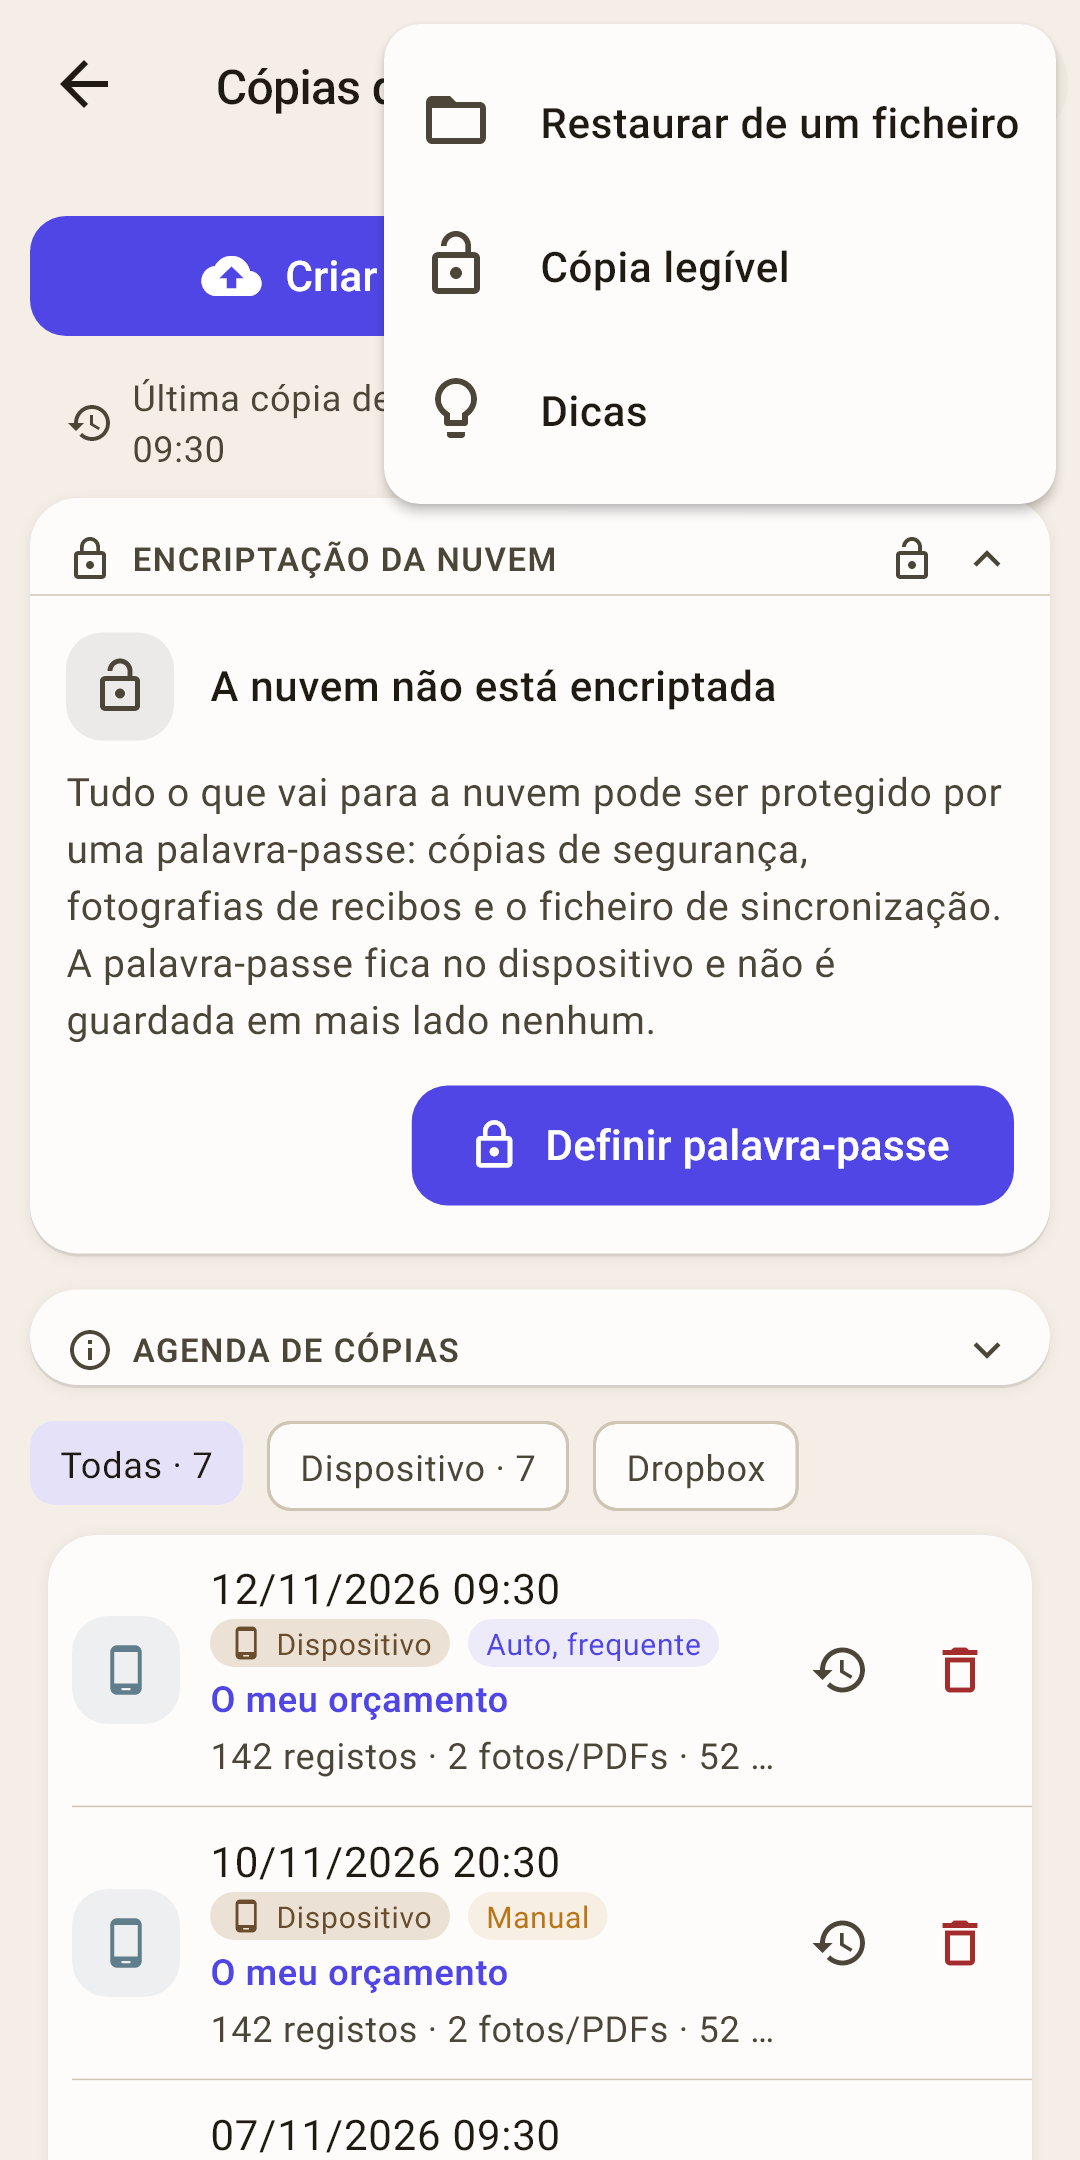 Cópias
Restaurar de um ficheiro
Cópia legível
Dicas
Criar
Última cópia de
09:30
ENCRIPTAÇÃO DA NUVEM
A nuvem não está encriptada
Tudo o que vai para a nuvem pode ser protegido por
uma palavra-passe: cópias de segurança,
fotografias de recibos e o ficheiro de sincronização.
A palavra-passe fica no dispositivo e não é
guardada em mais lado nenhum.
Definir palavra-passe
AGENDA DE CÓPIAS
Todas · 7
Dispositivo · 7
Dropbox
12/11/2026 09:30
Dispositivo
Auto, frequente
O meu orçamento
142 registos · 2 fotos/PDFs · 52 ...
10/11/2026 20:30
Dispositivo
Manual
O meu orçamento
142 registos · 2 fotos/PDFs · 52 ...
07/11/2026 09:30